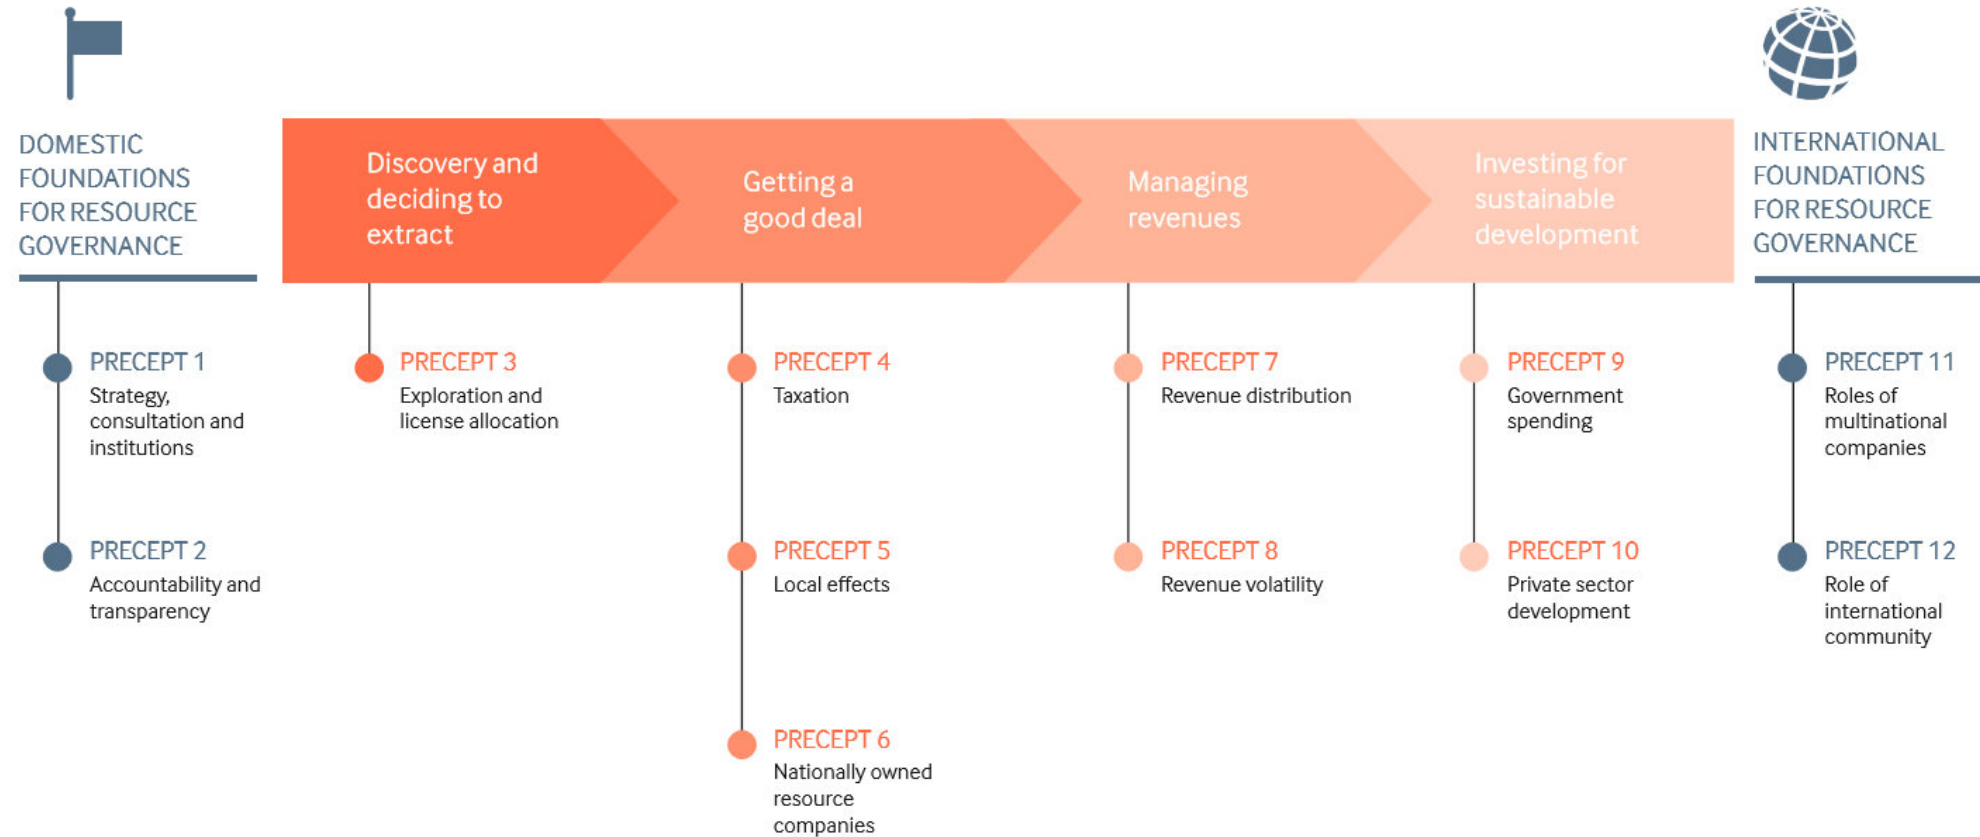 DOMESTIC
FOUNDATIONS
FOR RESOURCE
GOVERNANCE
PRECEPT 1
Strategy,
consultation and
institutions
PRECEPT 2
Accountability and
transparency
Discovery and
deciding to
extract
PRECEPT 3
Exploration and
license allocation
Getting a
good deal
PRECEPT 4
Taxation
PRECEPT 5
Local effects
PRECEPT 6
Nationally owned
resource
companies
Managing
revenues
PRECEPT 7
Revenue distribution
PRECEPT 8
Revenue volatility
Investing for
sustainable
development
PRECEPT 9
Government
spending
PRECEPT 10
Private sector
development
INTERNATIONAL
FOUNDATIONS
FOR RESOURCE
GOVERNANCE
PRECEPT 11
Roles of
multinational
companies
PRECEPT 12
Role of
international
community